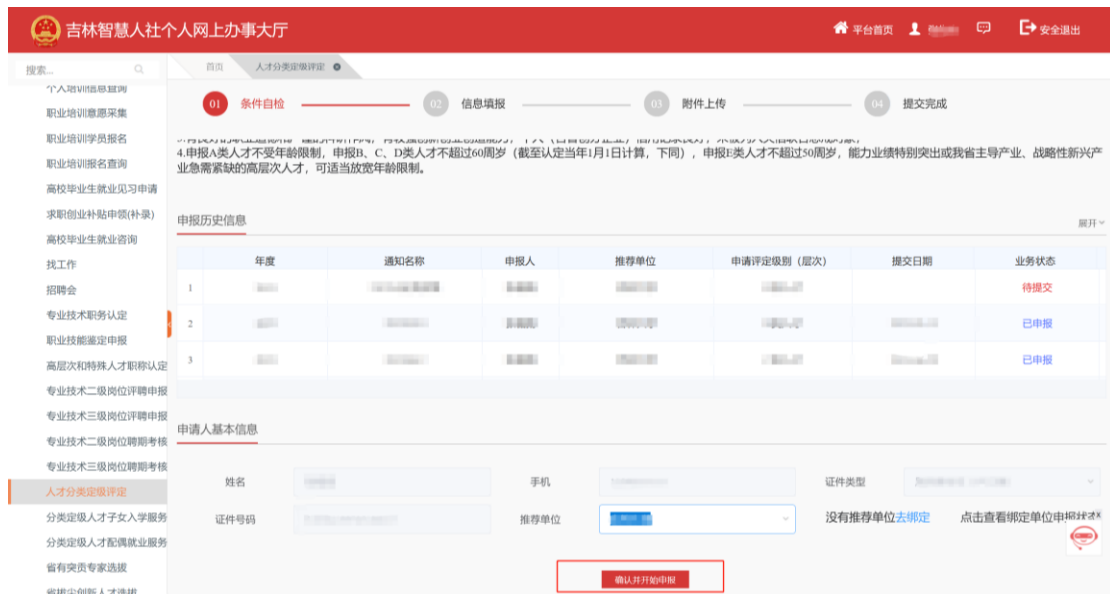 吉林智慧人社个人网上办事大厅
平台首页
安全退出
搜索...
首页
人才分类定级评定
个人培训信息查询
职业培训意愿采集
职业培训学员报名
职业培训报名查询
高校毕业生就业见习申请
求职创业补贴申领(补录)
高校毕业生就业咨询
找工作
招聘会
专业技术职务认定
职业技能鉴定申报
高层次和特殊人才职称认定
专业技术二级岗位评聘申报
专业技术三级岗位评聘申报
专业技术二级岗位聘期考核
专业技术三级岗位聘期考核
人才分类定级评定
分类定级人才子女入学服务
分类定级人才配偶就业服务
省有突贡专家选拔
省拔尖创新人才选拔
01 条件自检
02 信息填报
03 附件上传
04 提交完成
4.申报A类人才不受年龄限制，申报B、C、D类人才不超过60周岁（截至认定当年1月1日计算，下同），申报E类人才不超过50周岁，能力业绩特别突出或我省主导产业、战略性新兴产
业急需紧缺的高层次人才，可适当放宽年龄限制。
申报历史信息
展开
年度 通知名称 申报人 推荐单位 申请评定级别（层次） 提交日期 业务状态
1 待提交
2 已申报
3 已申报
申请人基本信息
姓名 手机 证件类型
证件号码 推荐单位 没有推荐单位去绑定 点击查看绑定单位申报状态
确认并开始申报